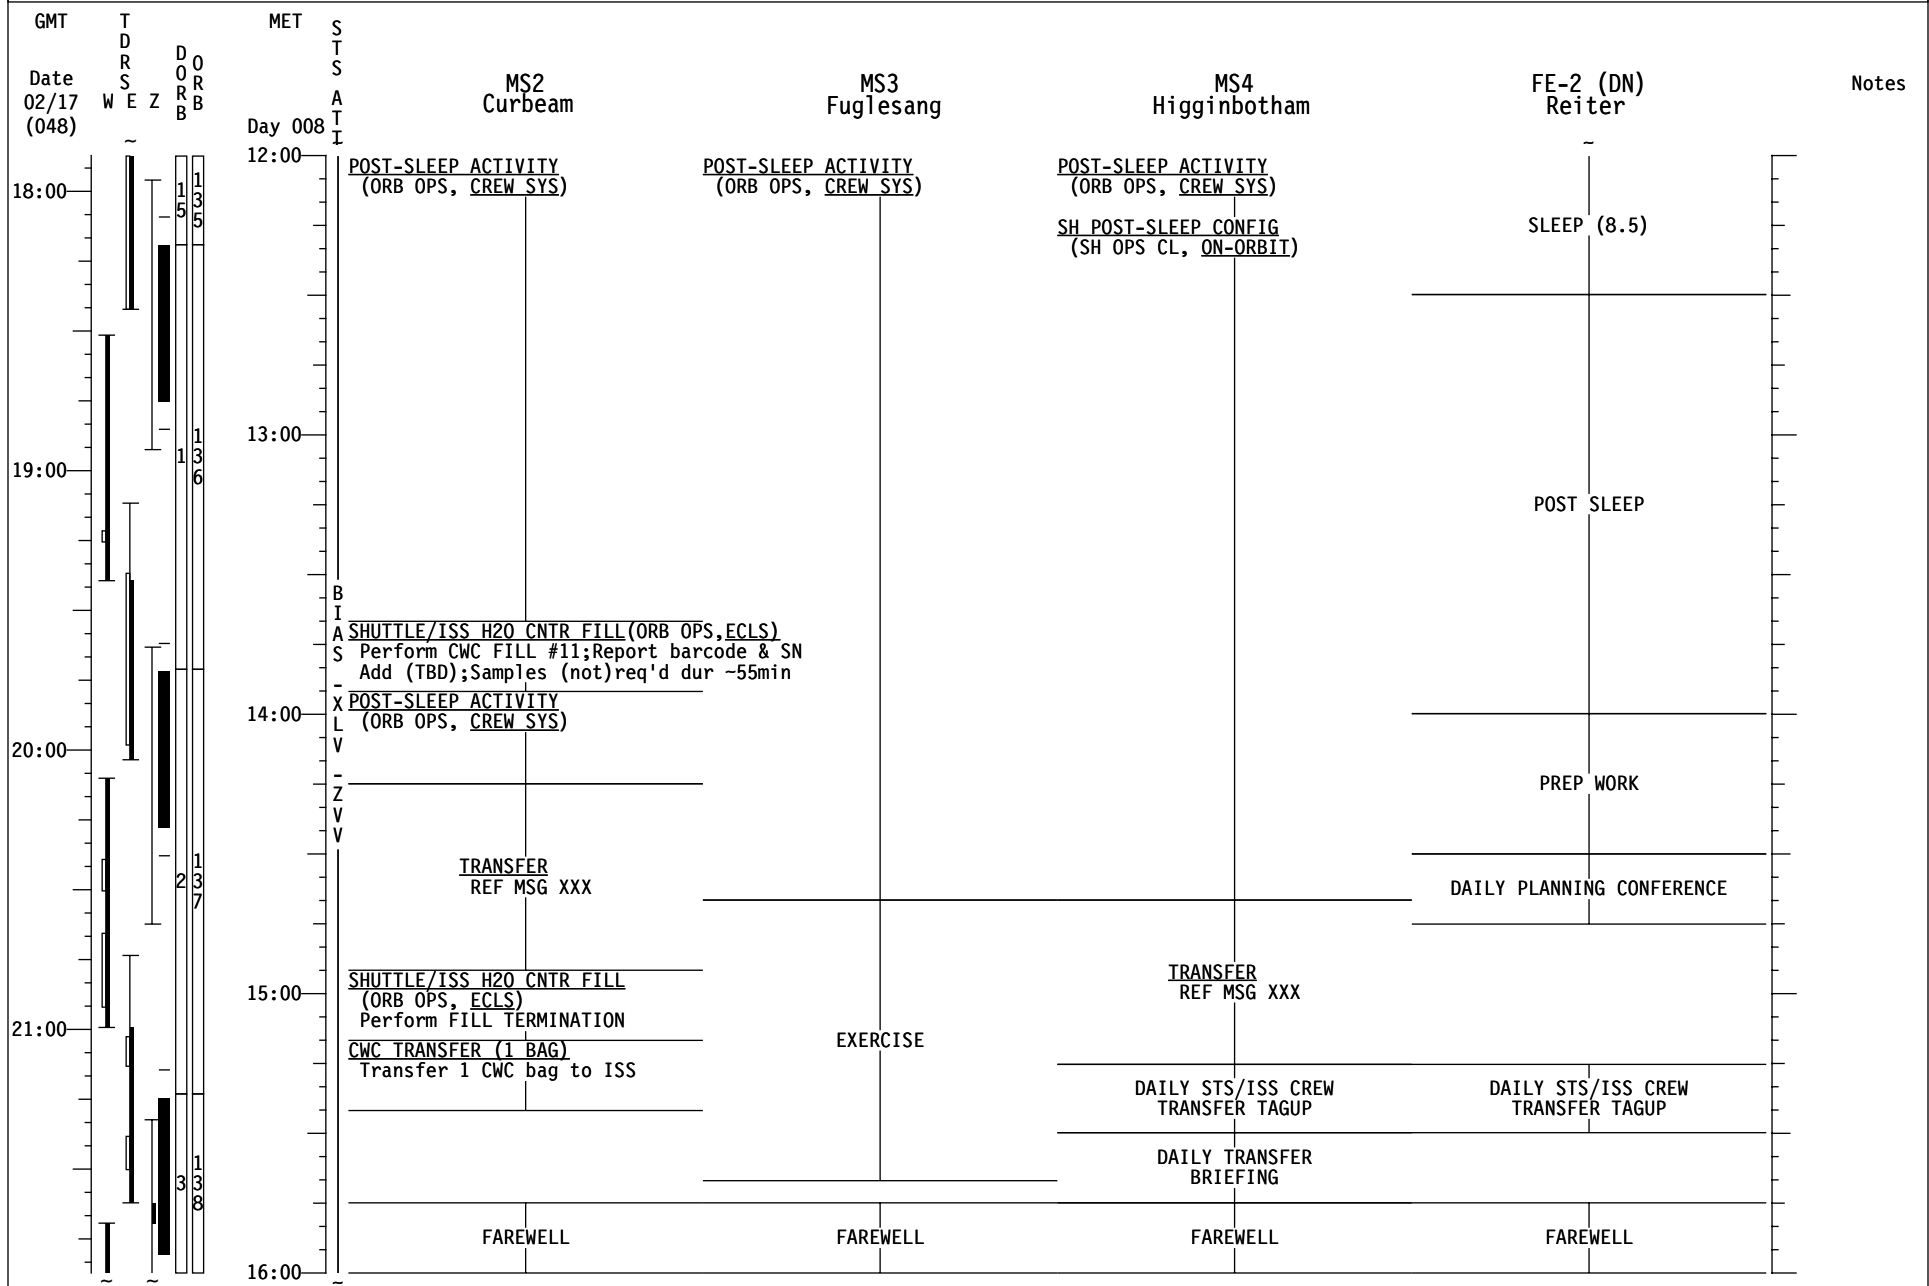 GMT
TDRS
DORB
ORB
MET
STS ATT
Date
02/17
(048)
W E Z
Day 008
MS2
Curbeam
MS3
Fuglesang
MS4
Higginbotham
FE-2 (DN)
Reiter
Notes
~
~
12:00
POST-SLEEP ACTIVITY
(ORB OPS, CREW SYS)
POST-SLEEP ACTIVITY
(ORB OPS, CREW SYS)
POST-SLEEP ACTIVITY
(ORB OPS, CREW SYS)
18:00
15
135
SH POST-SLEEP CONFIG
(SH OPS CL, ON-ORBIT)
SLEEP (8.5)
13:00
1
136
19:00
POST SLEEP
BIAS -XLV -ZVV
SHUTTLE/ISS H2O CNTR FILL(ORB OPS,ECLS)
Perform CWC FILL #11;Report barcode & SN
Add (TBD);Samples (not)req'd dur ~55min
POST-SLEEP ACTIVITY
(ORB OPS, CREW SYS)
14:00
20:00
PREP WORK
2
137
TRANSFER
REF MSG XXX
DAILY PLANNING CONFERENCE
SHUTTLE/ISS H2O CNTR FILL
(ORB OPS, ECLS)
Perform FILL TERMINATION
TRANSFER
REF MSG XXX
15:00
21:00
CWC TRANSFER (1 BAG)
Transfer 1 CWC bag to ISS
EXERCISE
DAILY STS/ISS CREW
TRANSFER TAGUP
DAILY STS/ISS CREW
TRANSFER TAGUP
DAILY TRANSFER
BRIEFING
3
138
FAREWELL
FAREWELL
FAREWELL
FAREWELL
16:00
~
~
~